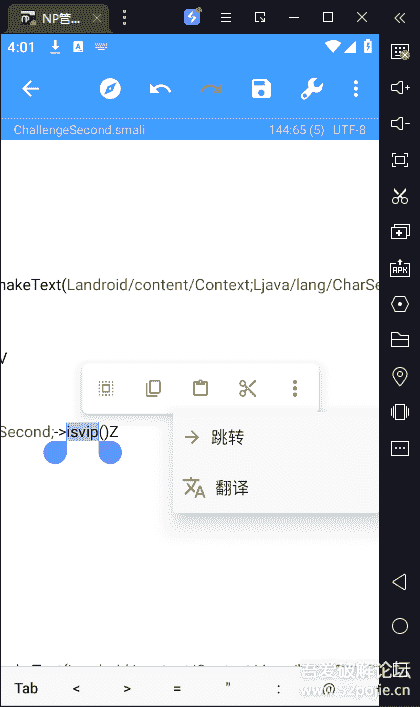 NP管...
4:01
A
ChallengeSecond.smali 144:65 (5) UTF-8
makeText(Landroid/content/Context;Ljava/lang/CharSe
V
Second;->isvip()Z
跳转
翻译
APK
Tab < > = " : @
吾爱破解论坛
www.52pojie.cn